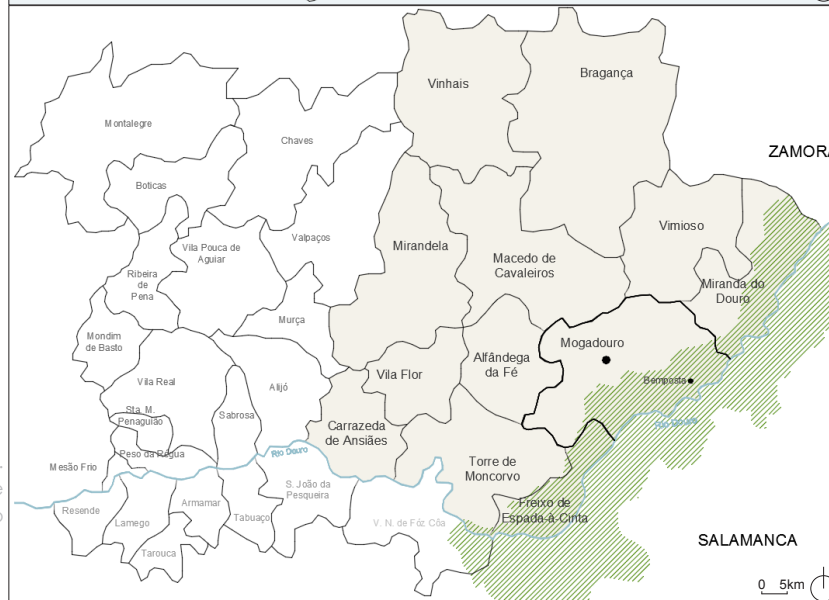 Bragança
Vinhais
Montalegre
Chaves
ZAMORA
Boticas
Vimioso
Valpaços
Mirandela
Vila Pouca de
Aguiar
Macedo de
Cavaleiros
Ribeira
de
Pena
Miranda do
Douro
Murça
Mondim
de Basto
Mogadouro
Alfândega
da Fé
Vila Flor
Vila Real
Alijó
Bemposta
Sta. M.
Penaguião
Sabrosa
Carrazeda
de Ansiães
Rio Douro
Peso da Régua
Rio Douro
Mesão Frio
Torre de
Moncorvo
S. João da
Pesqueira
Armamar
Freixo de
Espada-à-Cinta
Resende
Lamego
Tabuaço
V. N. de Fóz Côa
SALAMANCA
Tarouca
0 5km